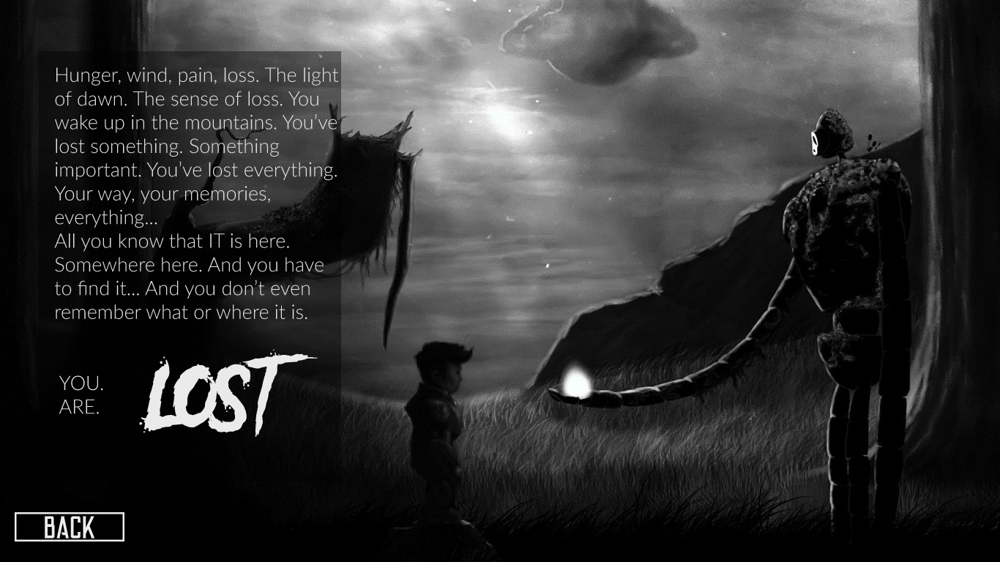 Hunger, wind, pain, loss. The light
of dawn. The sense of loss. You
wake up in the mountains. You've
lost something. Something
important. You've lost everything.
Your way, your memories,
everything...
All you know that IT is here.
Somewhere here. And you have
to find it... And you don't even
remember what or where it is.
YOU.
ARE.
LOST
BACK